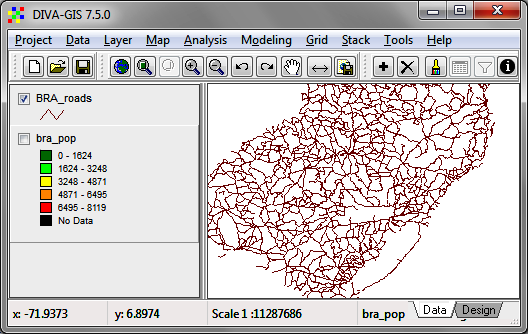 DIVA-GIS 7.5.0
Project Data Layer Map Analysis Modeling Grid Stack Tools Help
BRA_roads
bra_pop
0 - 1624
1624 - 3248
3248 - 4871
4871 - 6495
6495 - 8119
No Data
x: -71.9373 y: 6.8974 Scale 1 :11287686 bra_pop Data Design